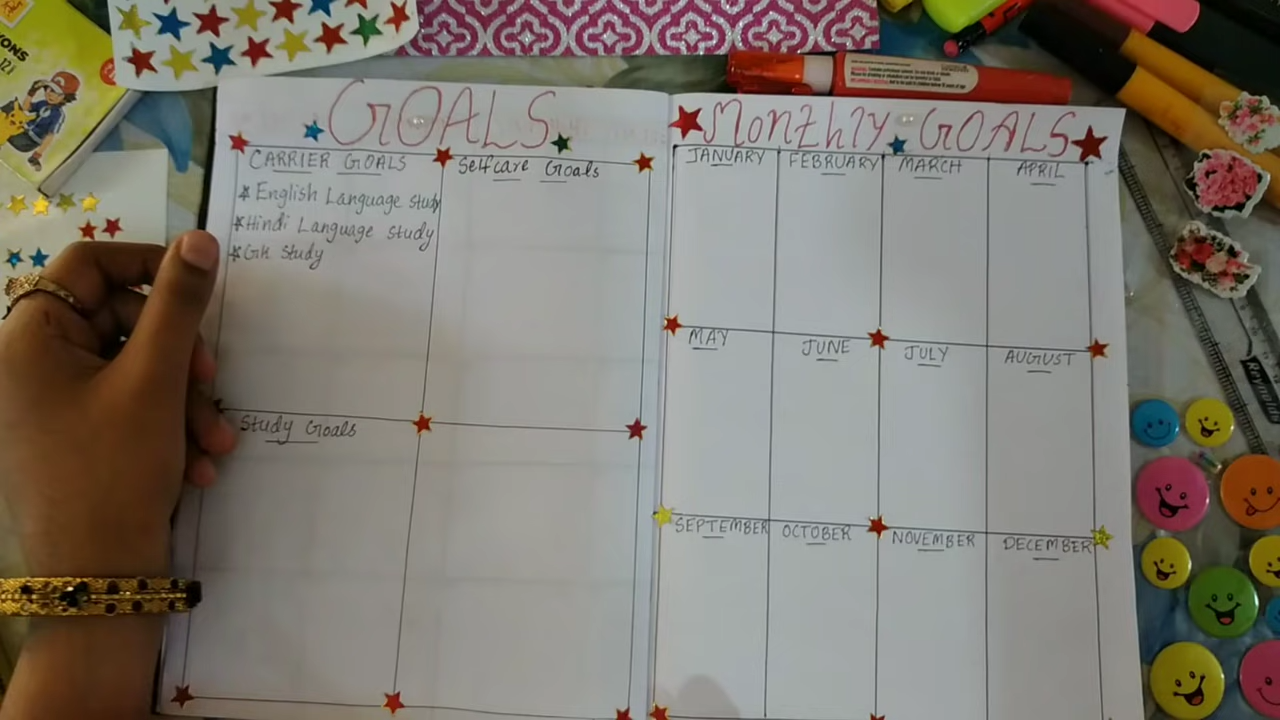 GOALS
CARRIER GOALS
* English Language study
* Hindi Language study
* GK Study
Selfcare Goals
Study Goals
Monthly GOALS
JANUARY
FEBRUARY
MARCH
APRIL
MAY
JUNE
JULY
AUGUST
SEPTEMBER
OCTOBER
NOVEMBER
DECEMBER